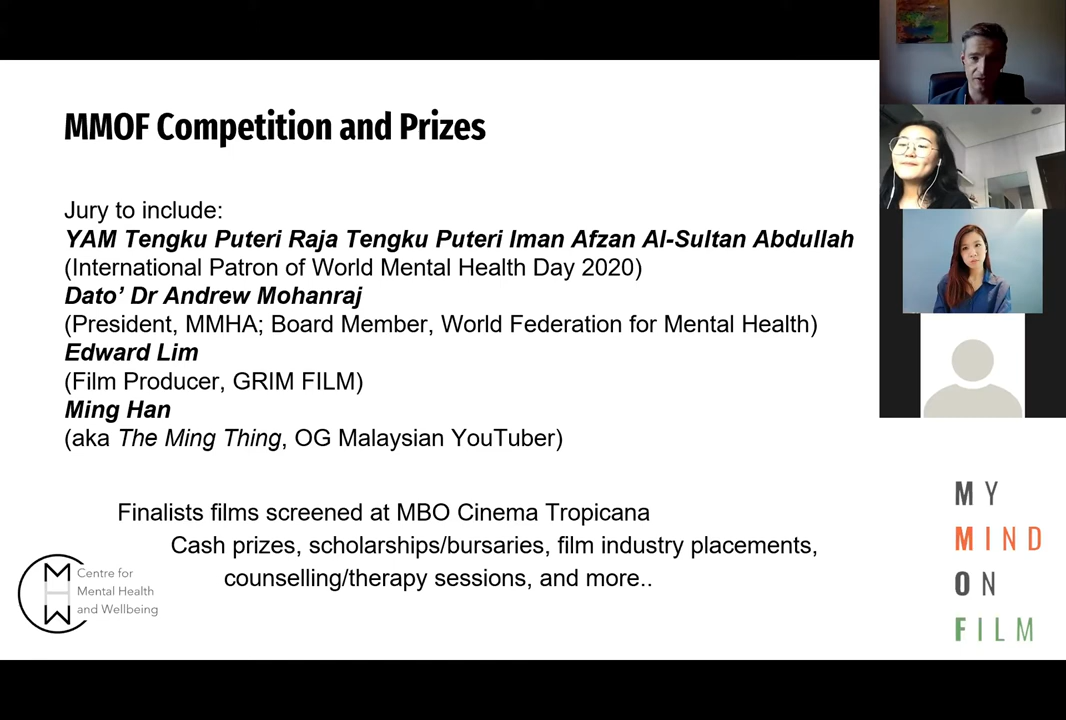 MMOF Competition and Prizes
Jury to include:
YAM Tengku Puteri Raja Tengku Puteri Iman Afzan Al-Sultan Abdullah
(International Patron of World Mental Health Day 2020)
Dato’ Dr Andrew Mohanraj
(President, MMHA; Board Member, World Federation for Mental Health)
Edward Lim
(Film Producer, GRIM FILM)
Ming Han
(aka The Ming Thing, OG Malaysian YouTuber)
Finalists films screened at MBO Cinema Tropicana
Cash prizes, scholarships/bursaries, film industry placements,
counselling/therapy sessions, and more..
M H W
Centre for
Mental Health
and Wellbeing
MY
MIND
ON
FILM